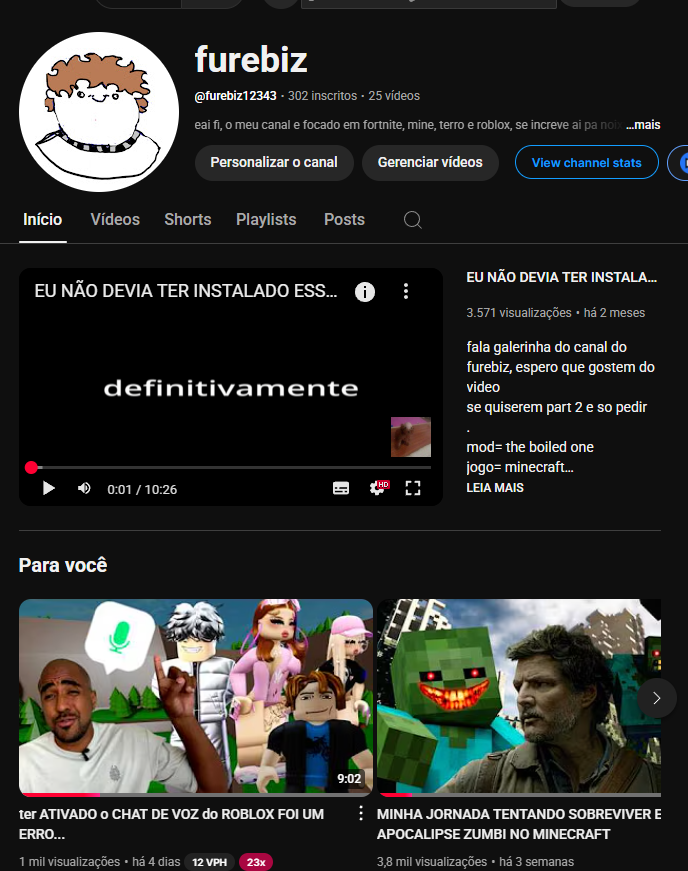 furebiz
@furebiz12343 • 302 inscritos • 25 vídeos
eai fi, o meu canal e focado em fortnite, mine, terro e roblox, se increve ai pa noix ...mais
Personalizar o canal
Gerenciar vídeos
View channel stats
Início Vídeos Shorts Playlists Posts
EU NÃO DEVIA TER INSTALADO ESS...
definitivamente
0:01 / 10:26
HD
EU NÃO DEVIA TER INSTALA...
3.571 visualizações • há 2 meses
fala galerinha do canal do
furebiz, espero que gostem do
video
se quiserem part 2 e so pedir
.
mod= the boiled one
jogo= minecraft...
LEIA MAIS
Para você
9:02
ter ATIVADO o CHAT DE VOZ do ROBLOX FOI UM
ERRO...
1 mil visualizações • há 4 dias 12 VPH 23x
MINHA JORNADA TENTANDO SOBREVIVER E
APOCALIPSE ZUMBI NO MINECRAFT
3,8 mil visualizações • há 3 semanas